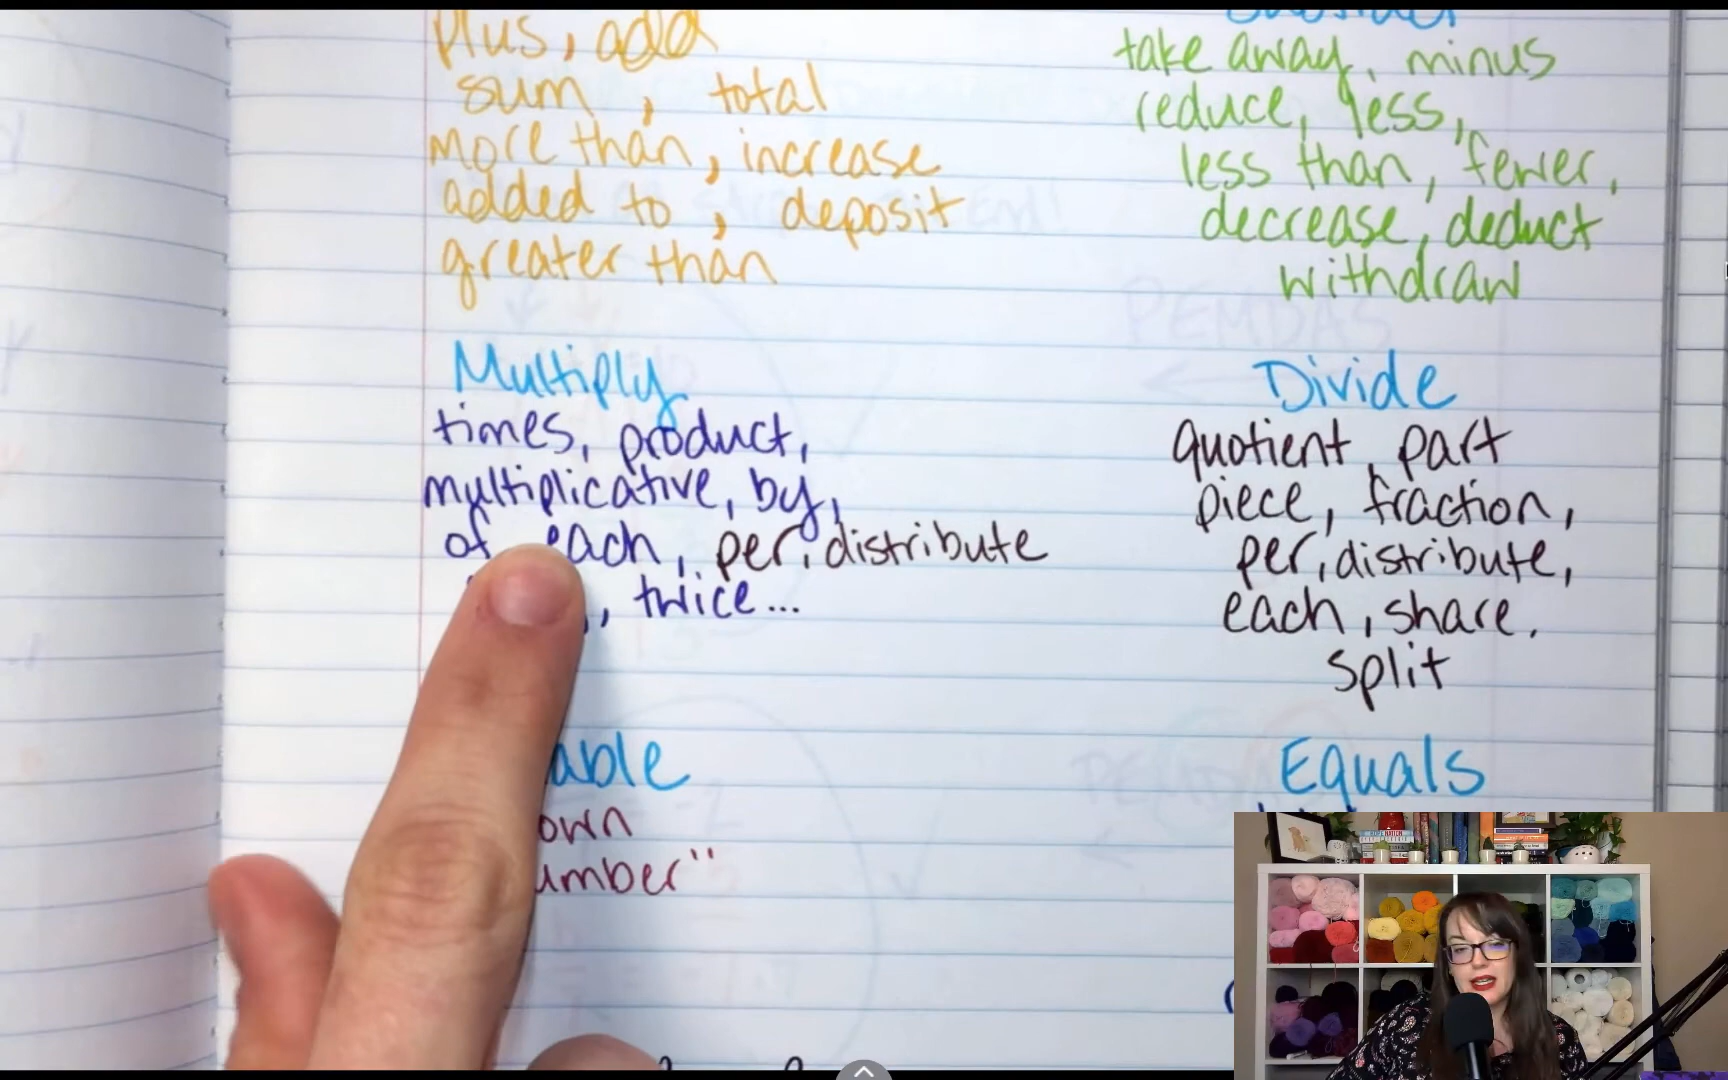 plus, add
sum, total
more than, increase
added to, deposit
greater than
take away, minus
reduce, less,
less than, fewer,
decrease, deduct
withdraw
Multiply
times, product,
multiplicative, by,
of each, per, distribute
, twice...
Divide
quotient, part
piece, fraction,
per, distribute,
each, share,
split
able
own
umber"
Equals